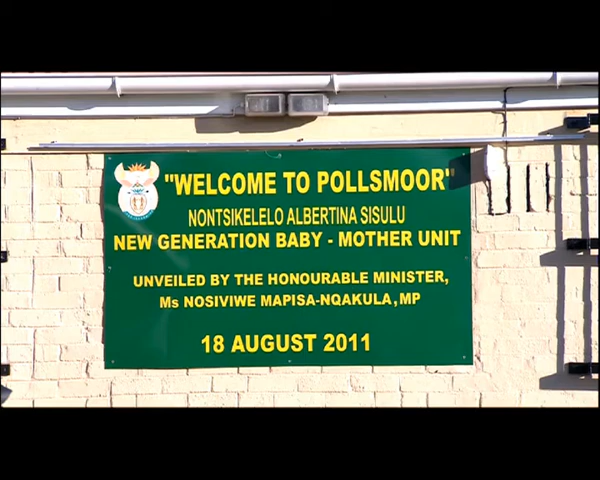 "WELCOME TO POLLSMOOR"
NONTSIKELELO ALBERTINA SISULU
NEW GENERATION BABY - MOTHER UNIT
UNVEILED BY THE HONOURABLE MINISTER,
Ms NOSIVIWE MAPISA-NQAKULA, MP
18 AUGUST 2011